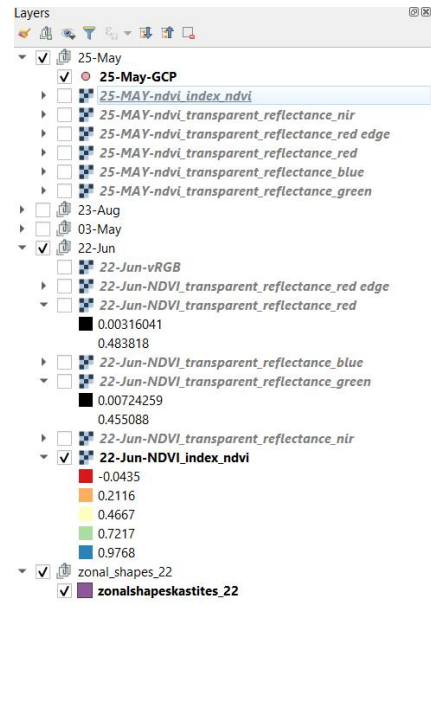 Layers
25-May
25-May-GCP
25-MAY-ndvi_index_ndvi
25-MAY-ndvi_transparent_reflectance_nir
25-MAY-ndvi_transparent_reflectance_red edge
25-MAY-ndvi_transparent_reflectance_red
25-MAY-ndvi_transparent_reflectance_blue
25-MAY-ndvi_transparent_reflectance_green
23-Aug
03-May
22-Jun
22-Jun-vRGB
22-Jun-NDVI_transparent_reflectance_red edge
22-Jun-NDVI_transparent_reflectance_red
0.00316041
0.483818
22-Jun-NDVI_transparent_reflectance_blue
22-Jun-NDVI_transparent_reflectance_green
0.00724259
0.455088
22-Jun-NDVI_transparent_reflectance_nir
22-Jun-NDVI_index_ndvi
-0.0435
0.2116
0.4667
0.7217
0.9768
zonal_shapes_22
zonalshapeskastites_22